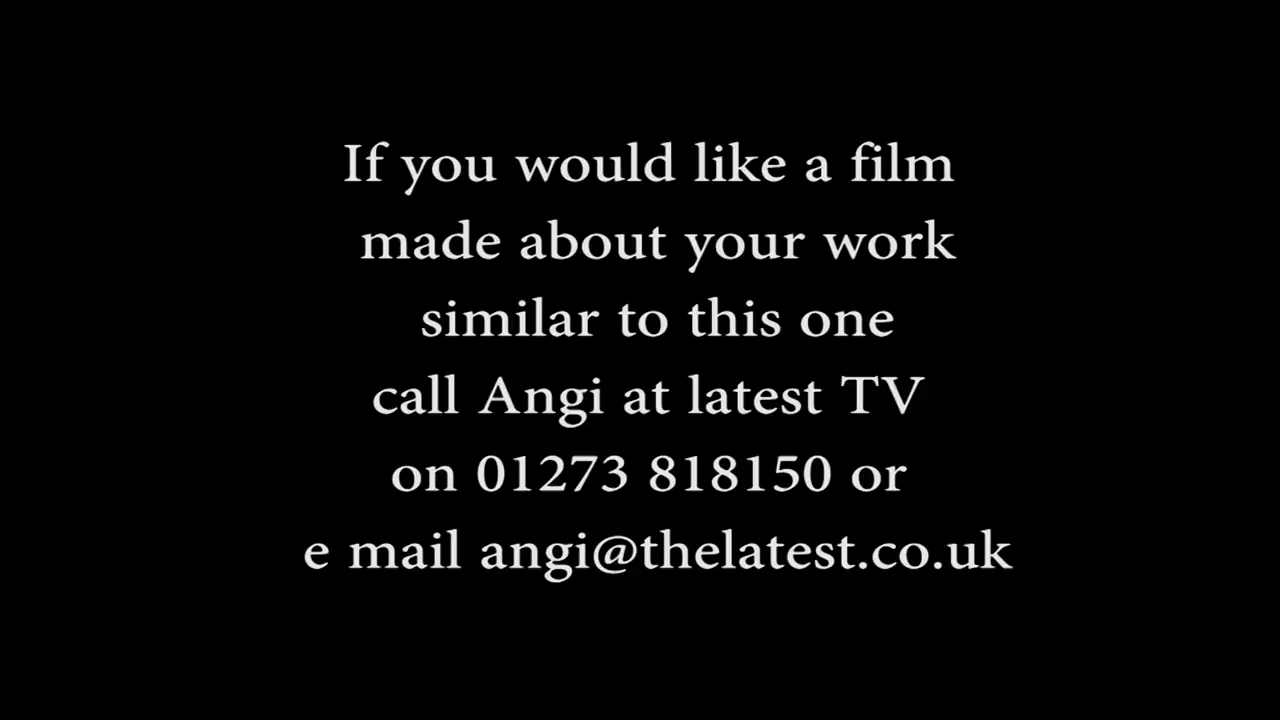 If you would like a film
made about your work
similar to this one
call Angi at latest TV
on 01273 818150 or
e mail angi@thelatest.co.uk